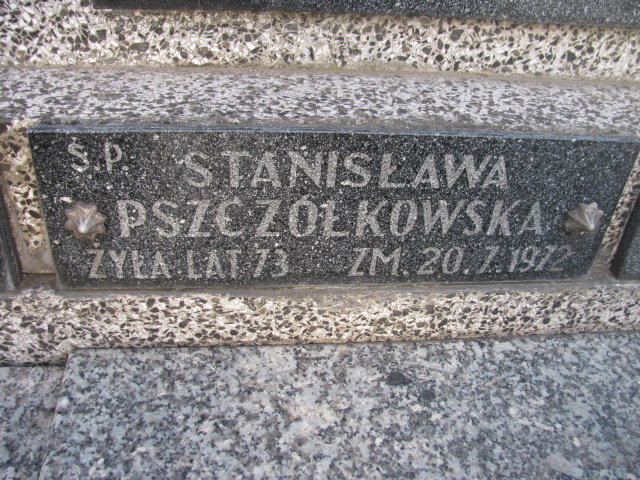 Ś.P. STANISŁAWA
PSZCZÓŁKOWSKA
ŻYŁA LAT 73 ZM. 20.7.1972